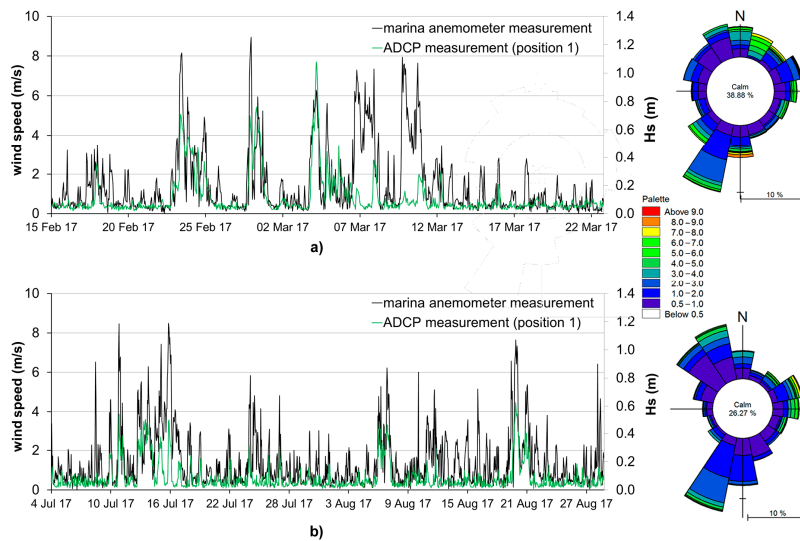 10
8
6
4
2
0
wind speed (m/s)
marina anemometer measurement
ADCP measurement (position 1)
1.4
1.2
1.0
0.8
0.6
0.4
0.2
0.0
Hs (m)
15 Feb 17
20 Feb 17
25 Feb 17
02 Mar 17
07 Mar 17
12 Mar 17
17 Mar 17
22 Mar 17
a)
N
Calm
38.88 %
10 %
Palette
Above 9.0
8.0 - 9.0
7.0 - 8.0
6.0 - 7.0
5.0 - 6.0
4.0 - 5.0
3.0 - 4.0
2.0 - 3.0
1.0 - 2.0
0.5 - 1.0
Below 0.5
10
8
6
4
2
0
wind speed (m/s)
marina anemometer measurement
ADCP measurement (position 1)
1.4
1.2
1.0
0.8
0.6
0.4
0.2
0.0
Hs (m)
4 Jul 17
10 Jul 17
16 Jul 17
22 Jul 17
28 Jul 17
3 Aug 17
9 Aug 17
15 Aug 17
21 Aug 17
27 Aug 17
b)
N
Calm
26.27 %
10 %